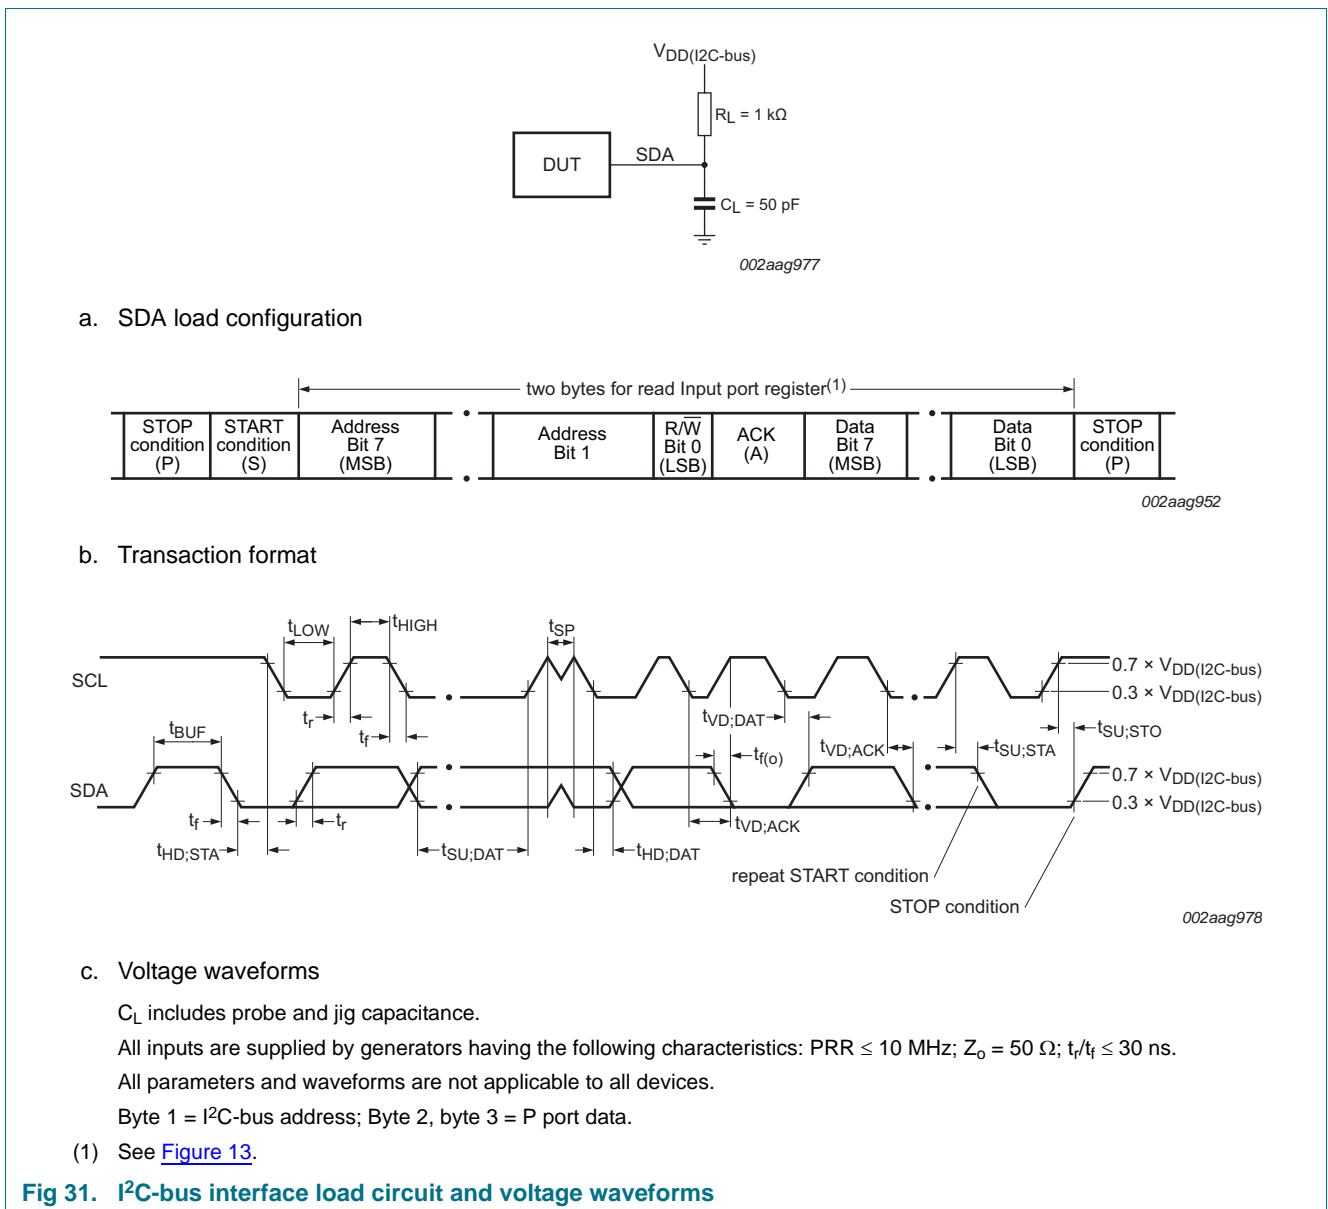 VDD(I2C-bus)
RL = 1 kΩ
DUT
SDA
CL = 50 pF
002aag977
a. SDA load configuration
two bytes for read Input port register(1)
STOP condition (P)
START condition (S)
Address Bit 7 (MSB)
Address Bit 1
R/W̅ Bit 0 (LSB)
ACK (A)
Data Bit 7 (MSB)
Data Bit 0 (LSB)
STOP condition (P)
002aag952
b. Transaction format
tLOW
tHIGH
tSP
SCL
0.7 × VDD(I2C-bus)
0.3 × VDD(I2C-bus)
tr
tf
tBUF
tVD;DAT
tf(o)
tVD;ACK
tSU;STA
tSU;STO
SDA
0.7 × VDD(I2C-bus)
0.3 × VDD(I2C-bus)
tf
tr
tHD;STA
tSU;DAT
tHD;DAT
tVD;ACK
repeat START condition
STOP condition
002aag978
c. Voltage waveforms
CL includes probe and jig capacitance.
All inputs are supplied by generators having the following characteristics: PRR ≤ 10 MHz; Zo = 50 Ω; tr/tf ≤ 30 ns.
All parameters and waveforms are not applicable to all devices.
Byte 1 = I2C-bus address; Byte 2, byte 3 = P port data.
(1) See Figure 13.
Fig 31. I2C-bus interface load circuit and voltage waveforms